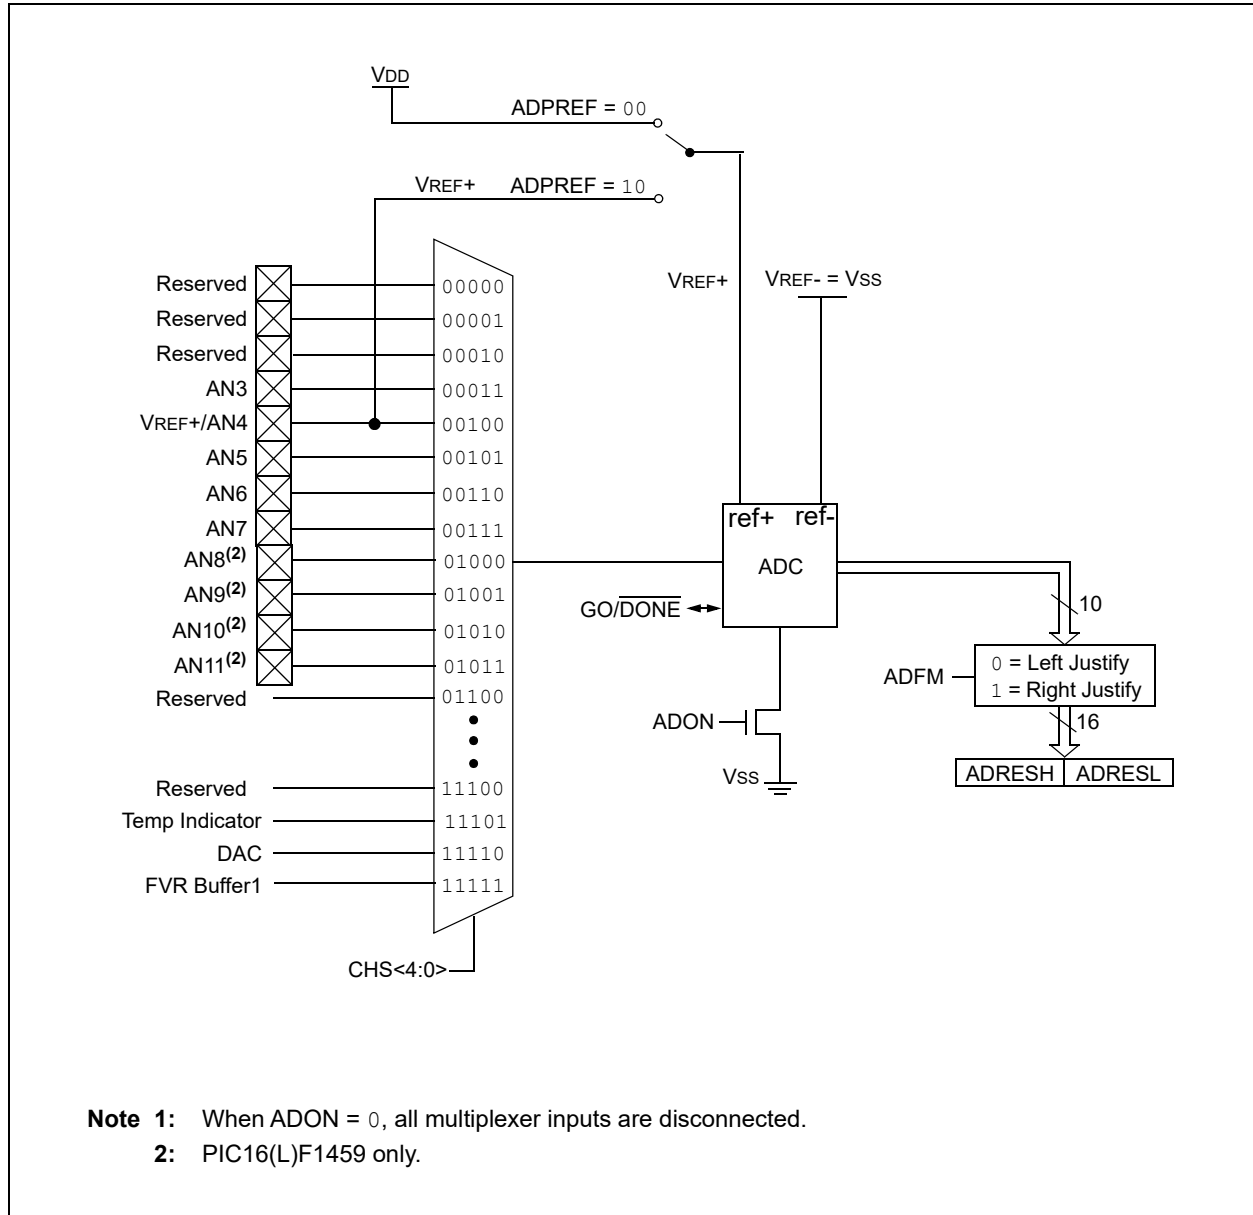 VDD
ADPREF = 00
VREF+ ADPREF = 10
VREF+
VREF- = VSS
Reserved 00000
Reserved 00001
Reserved 00010
AN3 00011
VREF+/AN4 00100
AN5 00101
AN6 00110
AN7 00111
AN8(2) 01000
AN9(2) 01001
AN10(2) 01010
AN11(2) 01011
Reserved 01100
Reserved 11100
Temp Indicator 11101
DAC 11110
FVR Buffer1 11111
CHS<4:0>
ref+ ref-
ADC
GO/DONE
10
ADFM
0 = Left Justify
1 = Right Justify
16
ADON
VSS
ADRESH ADRESL
Note 1: When ADON = 0, all multiplexer inputs are disconnected.
2: PIC16(L)F1459 only.